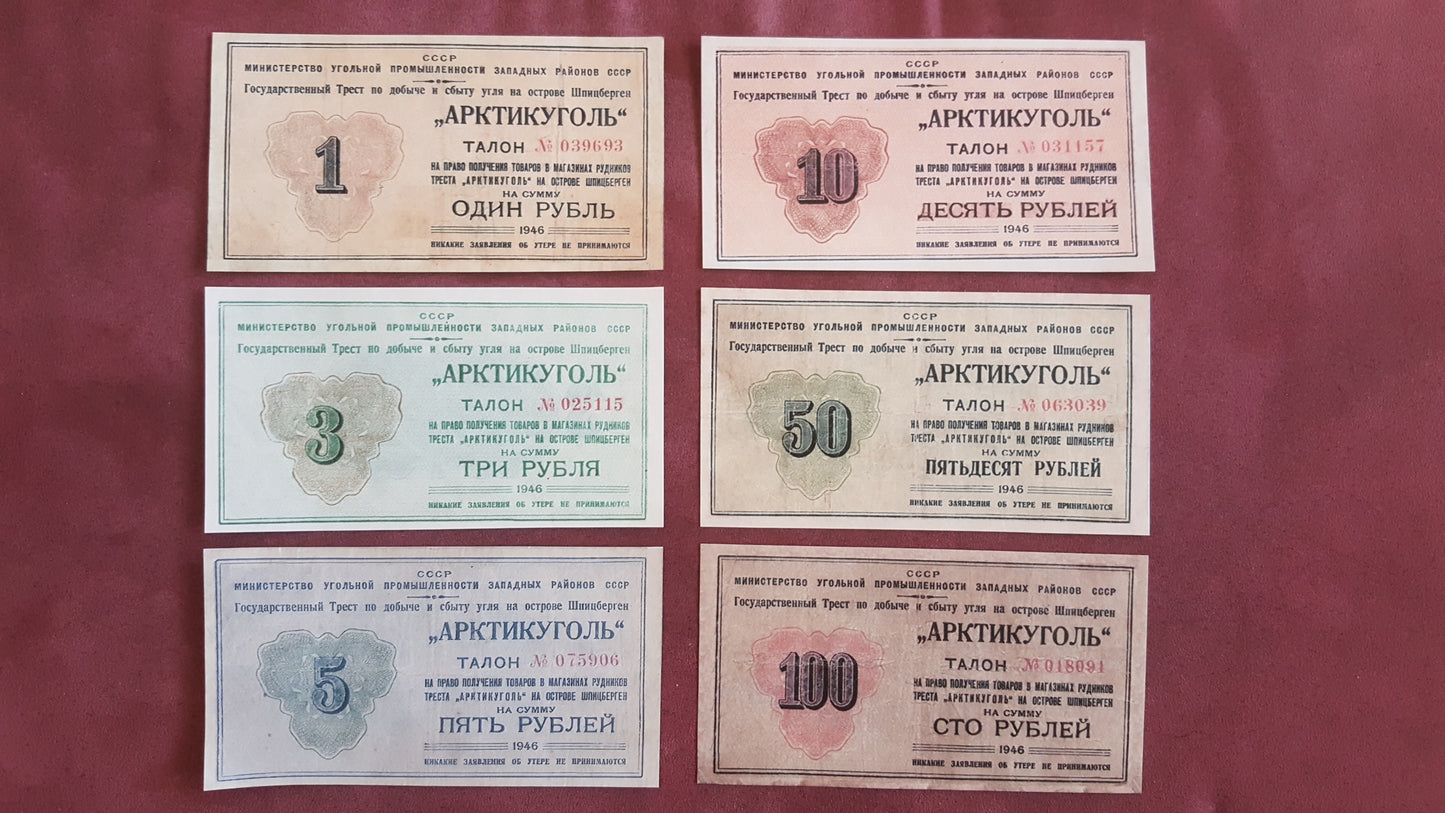 СССР
МИНИСТЕРСТВО УГОЛЬНОЙ ПРОМЫШЛЕННОСТИ ЗАПАДНЫХ РАЙОНОВ СССР
Государственный Трест по добыче и сбыту угля на острове Шпицберген
„АРКТИКУГОЛЬ“
1
ТАЛОН № 039693
НА ПРАВО ПОЛУЧЕНИЯ ТОВАРОВ В МАГАЗИНАХ РУДНИКОВ
ТРЕСТА „АРКТИКУГОЛЬ“ НА ОСТРОВЕ ШПИЦБЕРГЕН
НА СУММУ
ОДИН РУБЛЬ
1946
НИКАКИЕ ЗАЯВЛЕНИЯ ОБ УТЕРЕ НЕ ПРИНИМАЮТСЯ
СССР
МИНИСТЕРСТВО УГОЛЬНОЙ ПРОМЫШЛЕННОСТИ ЗАПАДНЫХ РАЙОНОВ СССР
Государственный Трест по добыче и сбыту угля на острове Шпицберген
„АРКТИКУГОЛЬ“
3
ТАЛОН № 025115
НА ПРАВО ПОЛУЧЕНИЯ ТОВАРОВ В МАГАЗИНАХ РУДНИКОВ
ТРЕСТА „АРКТИКУГОЛЬ“ НА ОСТРОВЕ ШПИЦБЕРГЕН
НА СУММУ
ТРИ РУБЛЯ
1946
НИКАКИЕ ЗАЯВЛЕНИЯ ОБ УТЕРЕ НЕ ПРИНИМАЮТСЯ
СССР
МИНИСТЕРСТВО УГОЛЬНОЙ ПРОМЫШЛЕННОСТИ ЗАПАДНЫХ РАЙОНОВ СССР
Государственный Трест по добыче и сбыту угля на острове Шпицберген
„АРКТИКУГОЛЬ“
5
ТАЛОН № 075906
НА ПРАВО ПОЛУЧЕНИЯ ТОВАРОВ В МАГАЗИНАХ РУДНИКОВ
ТРЕСТА „АРКТИКУГОЛЬ“ НА ОСТРОВЕ ШПИЦБЕРГЕН
НА СУММУ
ПЯТЬ РУБЛЕЙ
1946
НИКАКИЕ ЗАЯВЛЕНИЯ ОБ УТЕРЕ НЕ ПРИНИМАЮТСЯ
СССР
МИНИСТЕРСТВО УГОЛЬНОЙ ПРОМЫШЛЕННОСТИ ЗАПАДНЫХ РАЙОНОВ СССР
Государственный Трест по добыче и сбыту угля на острове Шпицберген
„АРКТИКУГОЛЬ“
10
ТАЛОН № 031157
НА ПРАВО ПОЛУЧЕНИЯ ТОВАРОВ В МАГАЗИНАХ РУДНИКОВ
ТРЕСТА „АРКТИКУГОЛЬ“ НА ОСТРОВЕ ШПИЦБЕРГЕН
НА СУММУ
ДЕСЯТЬ РУБЛЕЙ
1946
НИКАКИЕ ЗАЯВЛЕНИЯ ОБ УТЕРЕ НЕ ПРИНИМАЮТСЯ
СССР
МИНИСТЕРСТВО УГОЛЬНОЙ ПРОМЫШЛЕННОСТИ ЗАПАДНЫХ РАЙОНОВ СССР
Государственный Трест по добыче и сбыту угля на острове Шпицберген
„АРКТИКУГОЛЬ“
50
ТАЛОН № 063039
НА ПРАВО ПОЛУЧЕНИЯ ТОВАРОВ В МАГАЗИНАХ РУДНИКОВ
ТРЕСТА „АРКТИКУГОЛЬ“ НА ОСТРОВЕ ШПИЦБЕРГЕН
НА СУММУ
ПЯТЬДЕСЯТ РУБЛЕЙ
1946
НИКАКИЕ ЗАЯВЛЕНИЯ ОБ УТЕРЕ НЕ ПРИНИМАЮТСЯ
СССР
МИНИСТЕРСТВО УГОЛЬНОЙ ПРОМЫШЛЕННОСТИ ЗАПАДНЫХ РАЙОНОВ СССР
Государственный Трест по добыче и сбыту угля на острове Шпицберген
„АРКТИКУГОЛЬ“
100
ТАЛОН № 018091
НА ПРАВО ПОЛУЧЕНИЯ ТОВАРОВ В МАГАЗИНАХ РУДНИКОВ
ТРЕСТА „АРКТИКУГОЛЬ“ НА ОСТРОВЕ ШПИЦБЕРГЕН
НА СУММУ
СТО РУБЛЕЙ
1946
НИКАКИЕ ЗАЯВЛЕНИЯ ОБ УТЕРЕ НЕ ПРИНИМАЮТСЯ